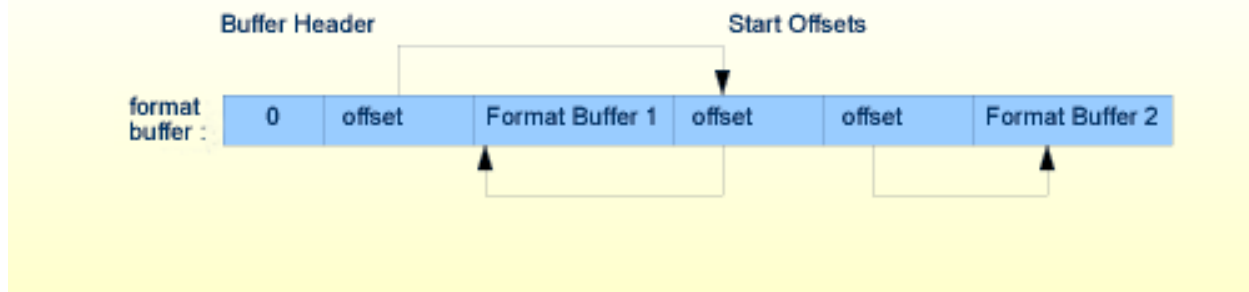 Buffer Header Start Offsets
format
buffer : 0 offset Format Buffer 1 offset offset Format Buffer 2